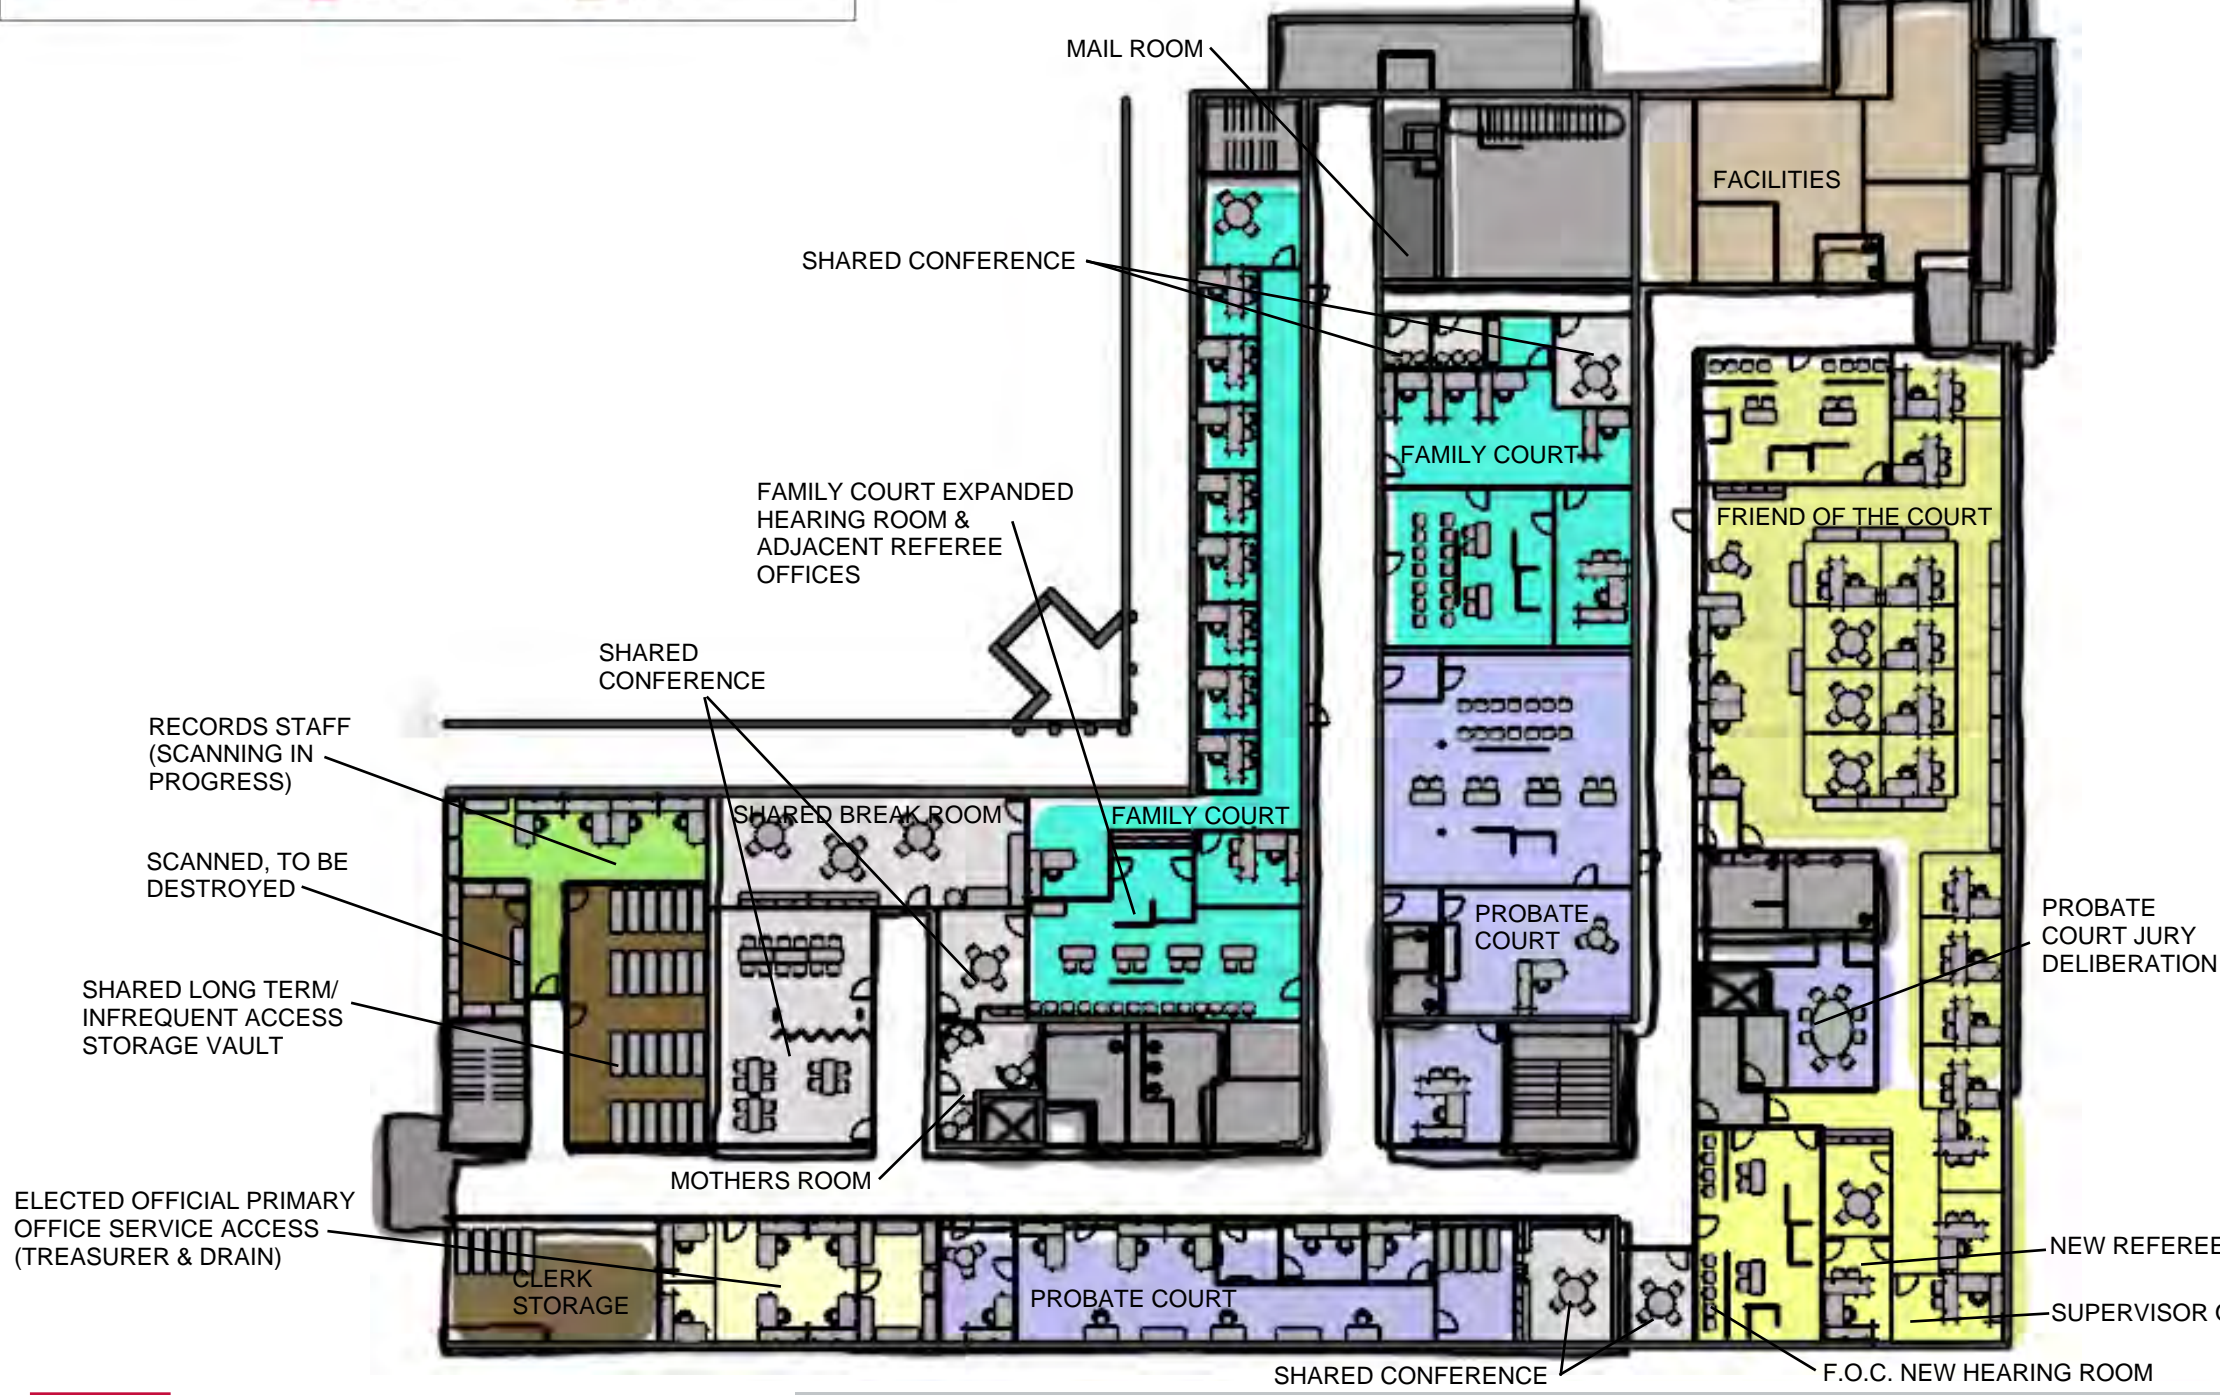 MAIL ROOM
FACILITIES
SHARED CONFERENCE
FAMILY COURT
FAMILY COURT EXPANDED
HEARING ROOM &
ADJACENT REFEREE
OFFICES
FRIEND OF THE COURT
SHARED
CONFERENCE
RECORDS STAFF
(SCANNING IN
PROGRESS)
SHARED BREAK ROOM
FAMILY COURT
SCANNED, TO BE
DESTROYED
PROBATE
COURT
PROBATE
COURT JURY
DELIBERATION
SHARED LONG TERM/
INFREQUENT ACCESS
STORAGE VAULT
MOTHERS ROOM
ELECTED OFFICIAL PRIMARY
OFFICE SERVICE ACCESS
(TREASURER & DRAIN)
CLERK
STORAGE
PROBATE COURT
NEW REFEREE
SUPERVISOR
SHARED CONFERENCE
F.O.C. NEW HEARING ROOM